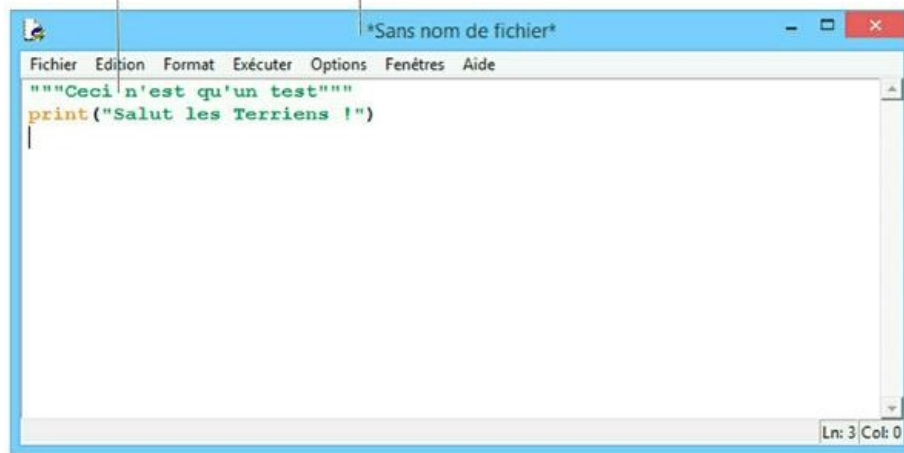 *Sans nom de fichier*
Fichier Edition Format Exécuter Options Fenêtres Aide
"""Ceci n'est qu'un test"""
print("Salut les Terriens !")
Ln: 3 Col: 0